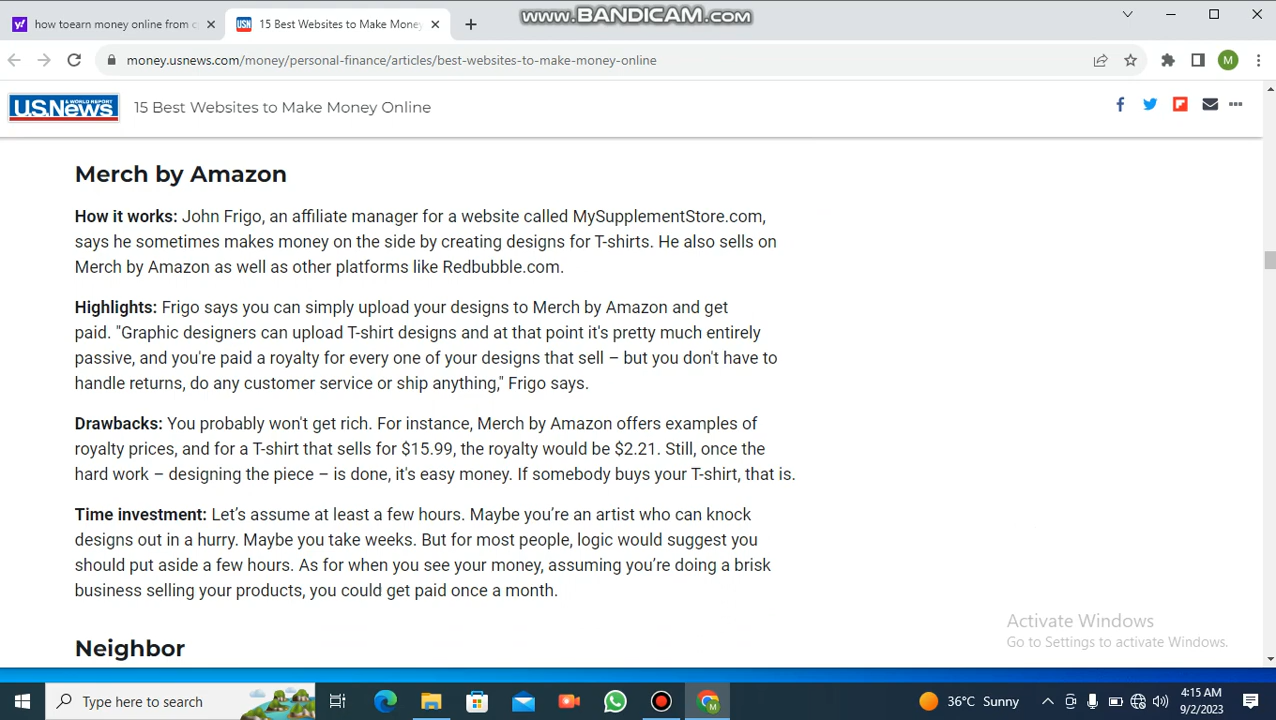 www.BANDICAM.com
how toearn money online from c
15 Best Websites to Make Money
money.usnews.com/money/personal-finance/articles/best-websites-to-make-money-online
M
U.S.News & WORLD REPORT
15 Best Websites to Make Money Online
Merch by Amazon
How it works: John Frigo, an affiliate manager for a website called MySupplementStore.com,
says he sometimes makes money on the side by creating designs for T-shirts. He also sells on
Merch by Amazon as well as other platforms like Redbubble.com.
Highlights: Frigo says you can simply upload your designs to Merch by Amazon and get
paid. "Graphic designers can upload T-shirt designs and at that point it's pretty much entirely
passive, and you're paid a royalty for every one of your designs that sell – but you don't have to
handle returns, do any customer service or ship anything," Frigo says.
Drawbacks: You probably won't get rich. For instance, Merch by Amazon offers examples of
royalty prices, and for a T-shirt that sells for $15.99, the royalty would be $2.21. Still, once the
hard work – designing the piece – is done, it's easy money. If somebody buys your T-shirt, that is.
Time investment: Let's assume at least a few hours. Maybe you're an artist who can knock
designs out in a hurry. Maybe you take weeks. But for most people, logic would suggest you
should put aside a few hours. As for when you see your money, assuming you're doing a brisk
business selling your products, you could get paid once a month.
Neighbor
Activate Windows
Go to Settings to activate Windows.
Type here to search
36°C Sunny
4:15 AM
9/2/2023